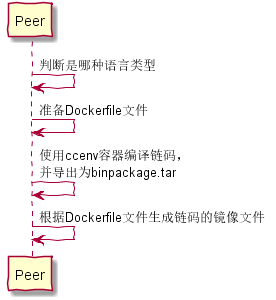 Peer
判断是哪种语言类型
准备Dockerfile文件
使用ccenv容器编译链码，
并导出为binpackage.tar
根据Dockerfile文件生成链码的镜像文件
Peer